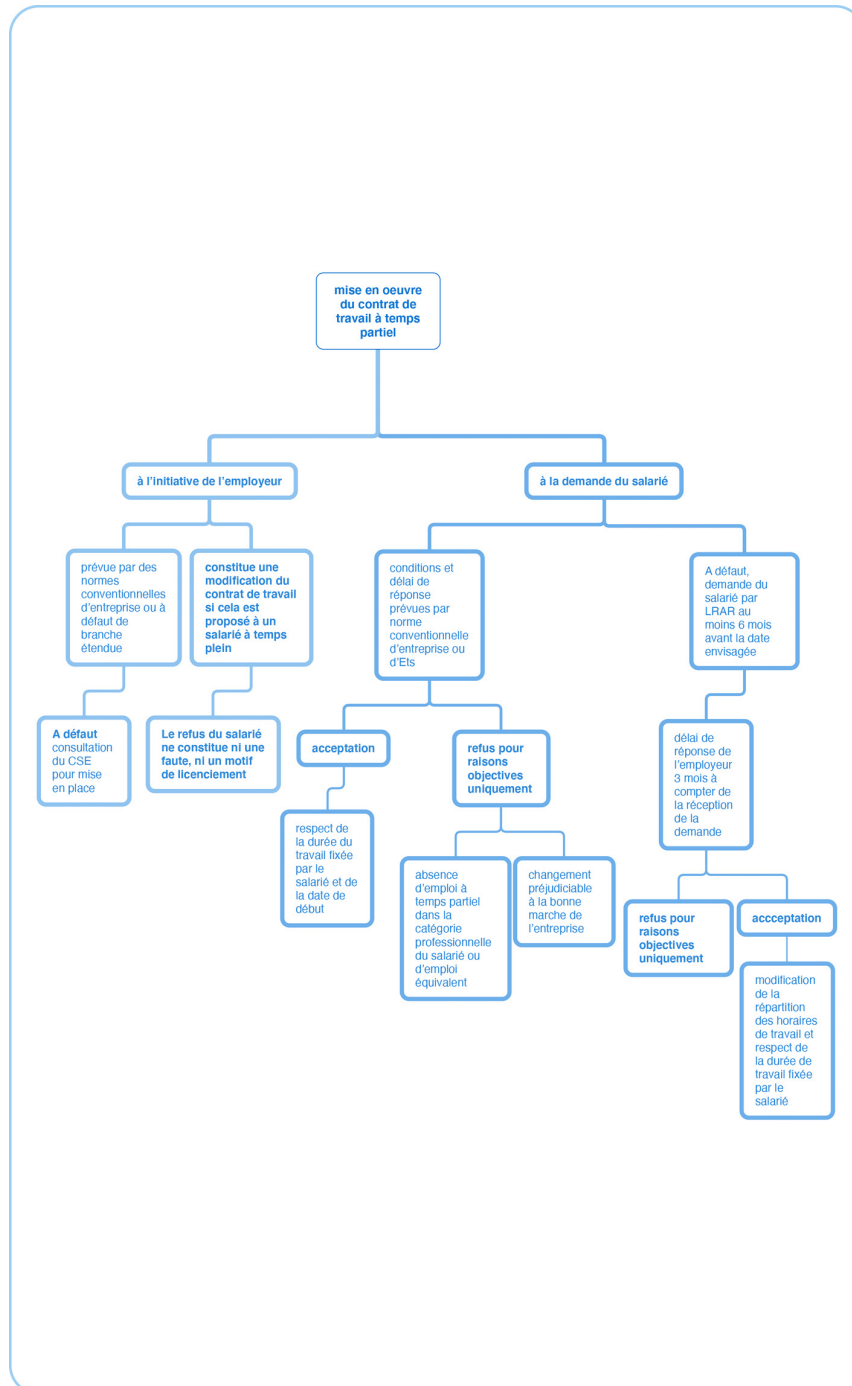 mise en oeuvre
du contrat de
travail à temps
partiel
à l’initiative de l’employeur
à la demande du salarié
prévue par des
normes
conventionnelles
d’entreprise ou à
défaut de
branche
étendue
constitue une
modification du
contrat de travail
si cela est
proposé à un
salarié à temps
plein
conditions et
délai de
réponse
prévues par
norme
conventionnelle
d’entreprise ou
d’Ets
A défaut,
demande du
salarié par
LRAR au
moins 6 mois
avant la date
envisagée
A défaut
consultation
du CSE
pour mise
en place
Le refus du salarié
ne constitue ni une
faute, ni un motif
de licenciement
acceptation
refus pour
raisons
objectives
uniquement
délai de
réponse de
l’employeur
3 mois à
compter de
la réception
de la
demande
respect de
la durée du
travail fixée
par le
salarié et de
la date de
début
absence
d’emploi à
temps partiel
dans la
catégorie
professionnelle
du salarié ou
d’emploi
équivalent
changement
préjudiciable
à la bonne
marche de
l’entreprise
refus pour
raisons
objectives
uniquement
accceptation
modification
de la
répartition
des horaires
de travail et
respect de
la durée de
travail fixée
par le
salarié